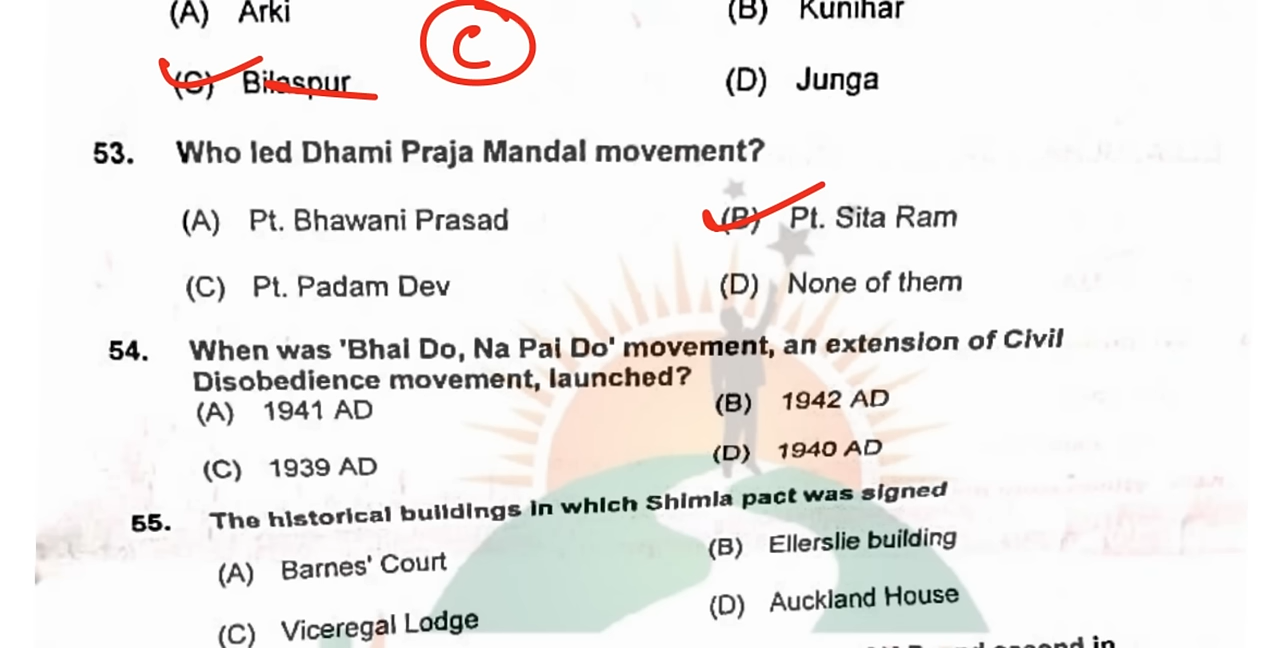 (A) Arki (B) Kunihar
C
(C) Bilaspur (D) Junga
53. Who led Dhami Praja Mandal movement?
(A) Pt. Bhawani Prasad (B) Pt. Sita Ram
(C) Pt. Padam Dev (D) None of them
54. When was 'Bhai Do, Na Pai Do' movement, an extension of Civil
Disobedience movement, launched?
(A) 1941 AD (B) 1942 AD
(C) 1939 AD (D) 1940 AD
55. The historical buildings in which Shimla pact was signed
(A) Barnes' Court (B) Ellerslie building
(C) Viceregal Lodge (D) Auckland House
second in